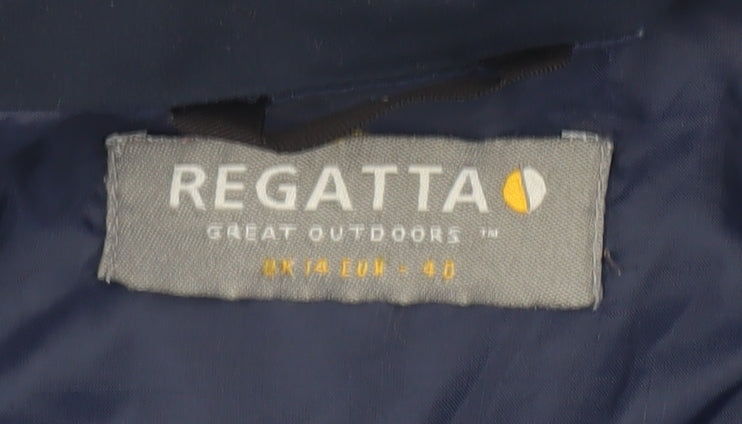 REGATTA
GREAT OUTDOORS ™
UK 14 EUR - 40